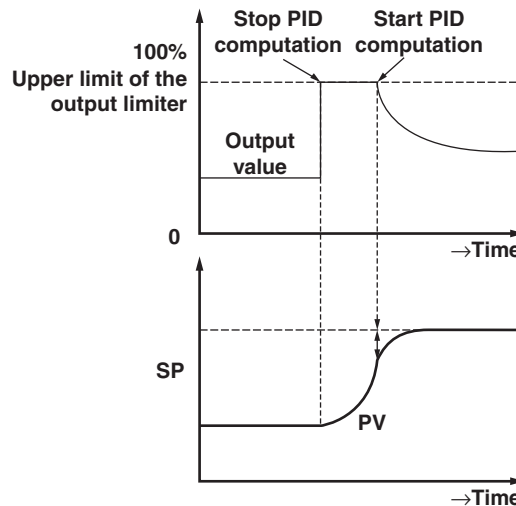 Stop PID
computation
Start PID
computation
100%
Upper limit of the
output limiter
Output
value
0
→Time
SP
PV
→Time